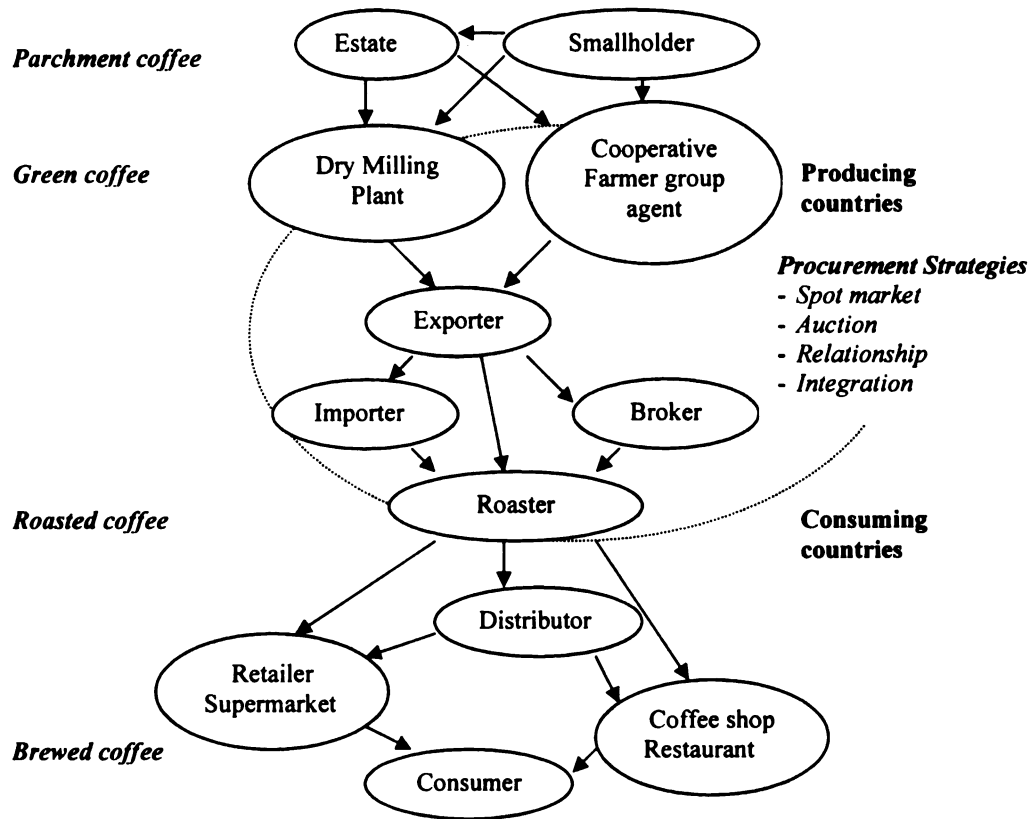 Estate
Smallholder
Parchment coffee
Dry Milling
Plant
Cooperative
Farmer group
agent
Green coffee
Producing
countries
Procurement Strategies
- Spot market
- Auction
- Relationship
- Integration
Exporter
Importer
Broker
Roaster
Roasted coffee
Consuming
countries
Distributor
Retailer
Supermarket
Coffee shop
Restaurant
Brewed coffee
Consumer